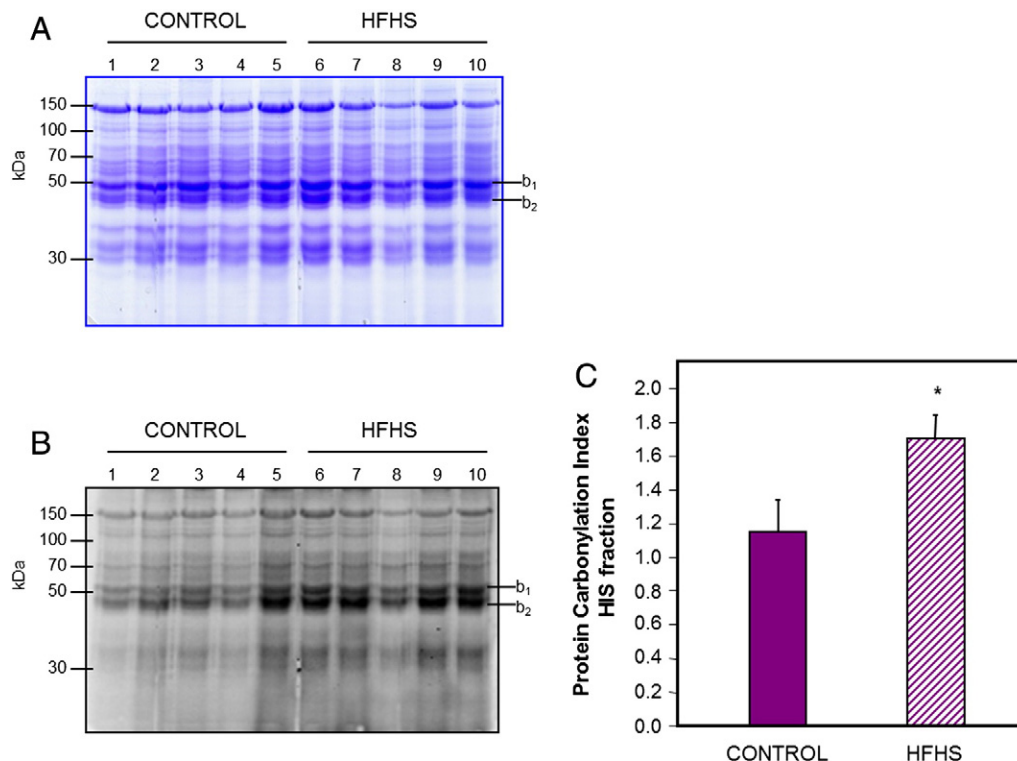 A
CONTROL HFHS
1 2 3 4 5 6 7 8 9 10
150
100
70
50
30
kDa
b1
b2
B
CONTROL HFHS
1 2 3 4 5 6 7 8 9 10
150
100
70
50
30
kDa
b1
b2
C
Protein Carbonylation Index
HIS fraction
2.0
1.8
1.6
1.4
1.2
1.0
0.8
0.6
0.4
0.2
0.0
*
CONTROL HFHS